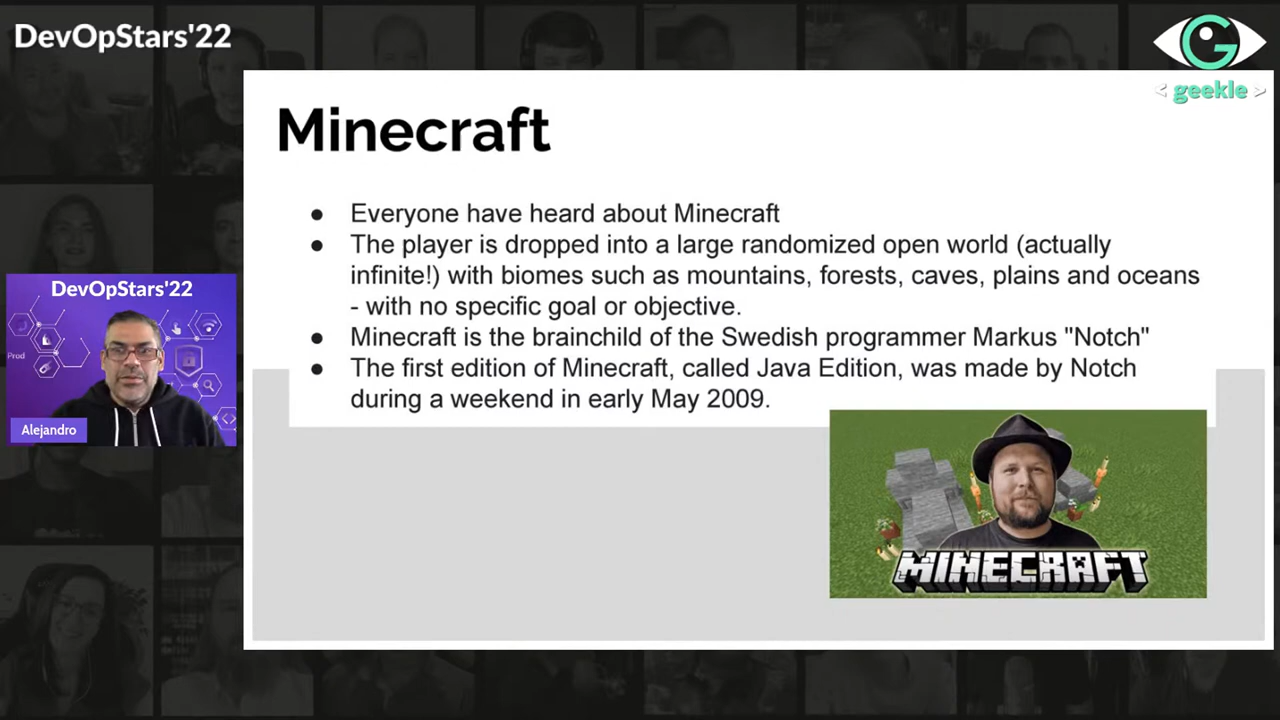 DevOpStars'22
G
< geekle >
Minecraft
● Everyone have heard about Minecraft
● The player is dropped into a large randomized open world (actually
infinite!) with biomes such as mountains, forests, caves, plains and oceans
- with no specific goal or objective.
● Minecraft is the brainchild of the Swedish programmer Markus "Notch"
● The first edition of Minecraft, called Java Edition, was made by Notch
during a weekend in early May 2009.
DevOpStars'22
Prod
Alejandro
MINECRAFT